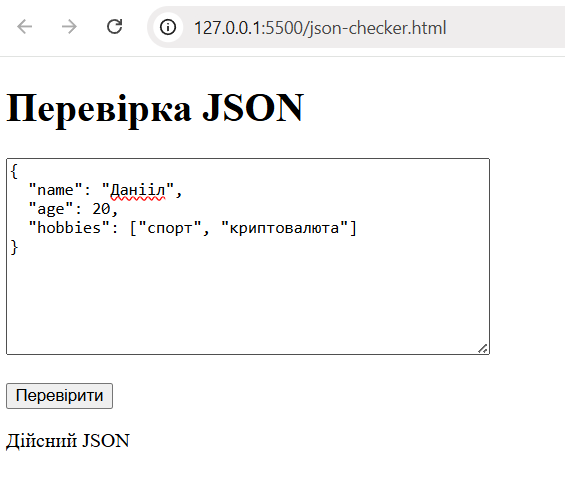 127.0.0.1:5500/json-checker.html
Перевірка JSON
{
  "name": "Данііл",
  "age": 20,
  "hobbies": ["спорт", "криптовалюта"]
}
Перевірити
Дійсний JSON